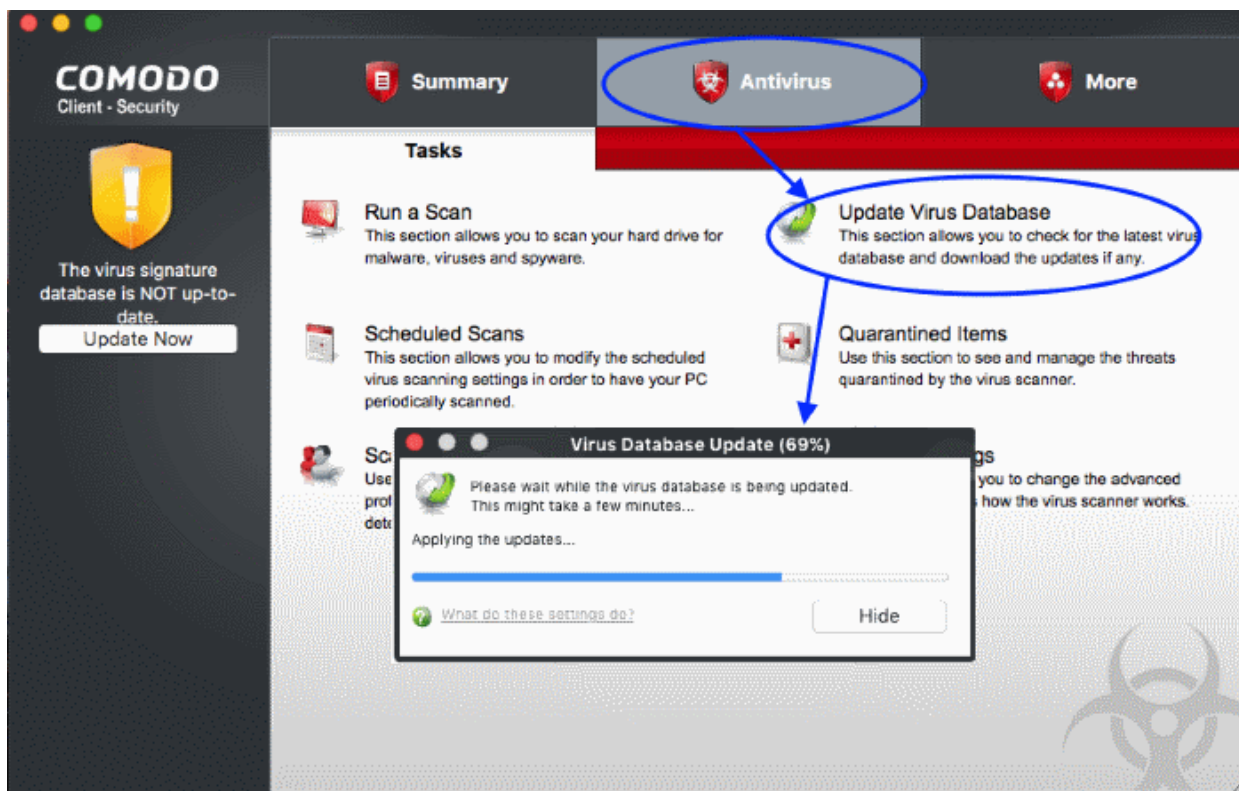 COMODO
Client - Security
Summary
Antivirus
More
The virus signature
database is NOT up-to-
date.
Update Now
Tasks
Run a Scan
This section allows you to scan your hard drive for
malware, viruses and spyware.
Update Virus Database
This section allows you to check for the latest virus
database and download the updates if any.
Scheduled Scans
This section allows you to modify the scheduled
virus scanning settings in order to have your PC
periodically scanned.
Quarantined Items
Use this section to see and manage the threats
quarantined by the virus scanner.
you to change the advanced
how the virus scanner works.
Virus Database Update (69%)
Please wait while the virus database is being updated.
This might take a few minutes...
Applying the updates...
What do these settings do?
Hide